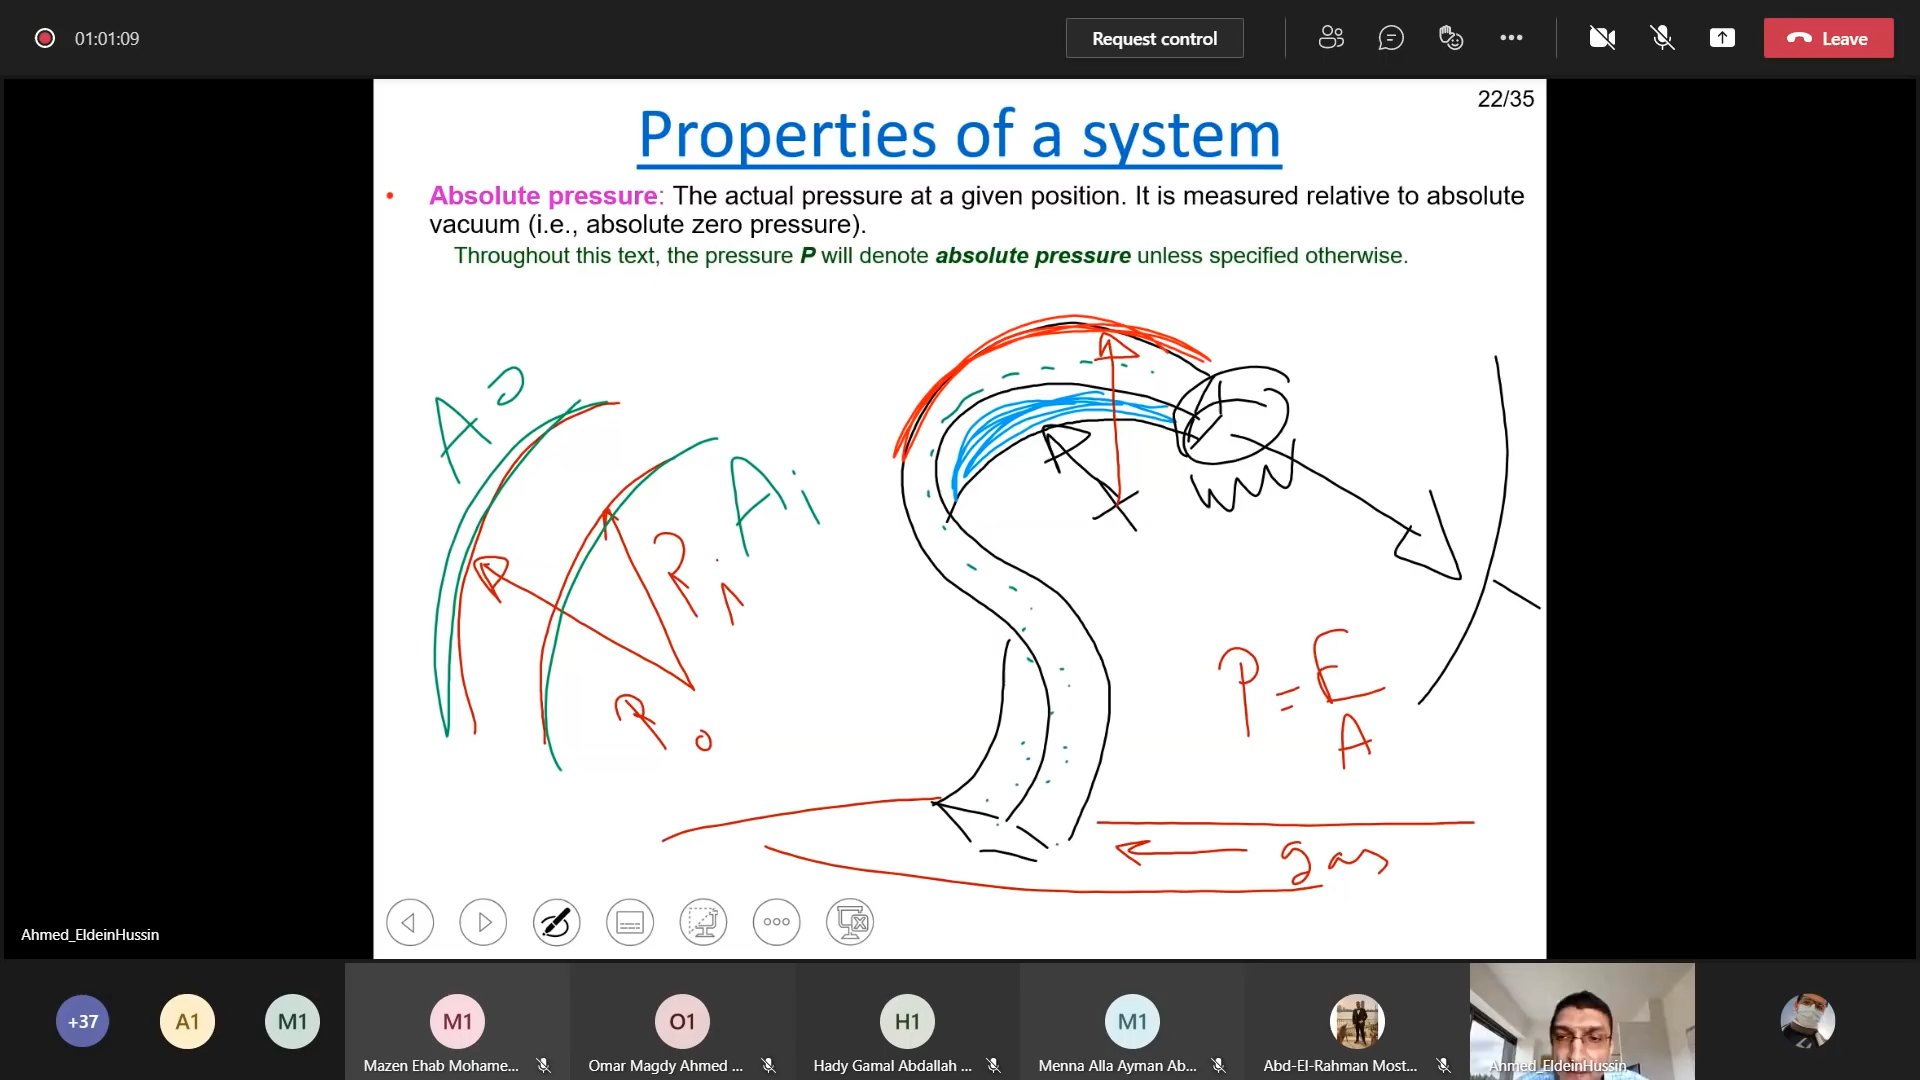 01:01:09
Request control
Leave
22/35
Properties of a system
• Absolute pressure: The actual pressure at a given position. It is measured relative to absolute
vacuum (i.e., absolute zero pressure).
Throughout this text, the pressure P will denote absolute pressure unless specified otherwise.
Ao
Ai
Ri
Ro
P = F
A
gas
Ahmed_EldeinHussin
+37
A1
M1
M1
O1
H1
M1
Mazen Ehab Mohame...
Omar Magdy Ahmed ...
Hady Gamal Abdallah ...
Menna Alla Ayman Ab...
Abd-El-Rahman Most...
Ahmed_EldeinHussin